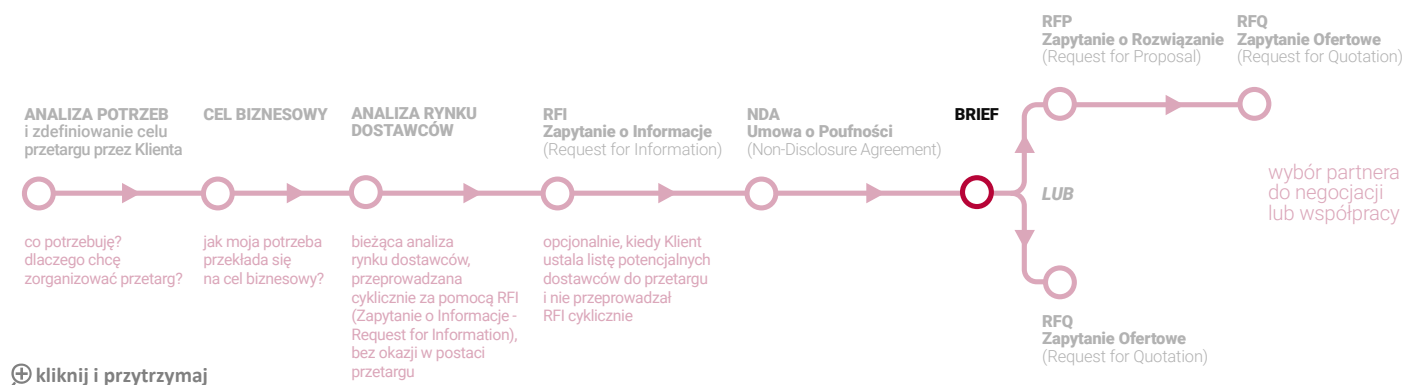 RFP
Zapytanie o Rozwiązanie
(Request for Proposal)
RFQ
Zapytanie Ofertowe
(Request for Quotation)
ANALIZA POTRZEB
i zdefiniowanie celu
przetargu przez Klienta
CEL BIZNESOWY
ANALIZA RYNKU
DOSTAWCÓW
RFI
Zapytanie o Informacje
(Request for Information)
NDA
Umowa o Poufności
(Non-Disclosure Agreement)
BRIEF
LUB
wybór partnera
do negocjacji
lub współpracy
co potrzebuję?
dlaczego chcę
zorganizować przetarg?
jak moja potrzeba
przekłada się
na cel biznesowy?
bieżąca analiza
rynku dostawców,
przeprowadzana
cyklicznie za pomocą RFI
(Zapytanie o Informacje -
Request for Information),
bez okazji w postaci
przetargu
opcjonalnie, kiedy Klient
ustala listę potencjalnych
dostawców do przetargu
i nie przeprowadzał
RFI cyklicznie
RFQ
Zapytanie Ofertowe
(Request for Quotation)
kliknij i przytrzymaj